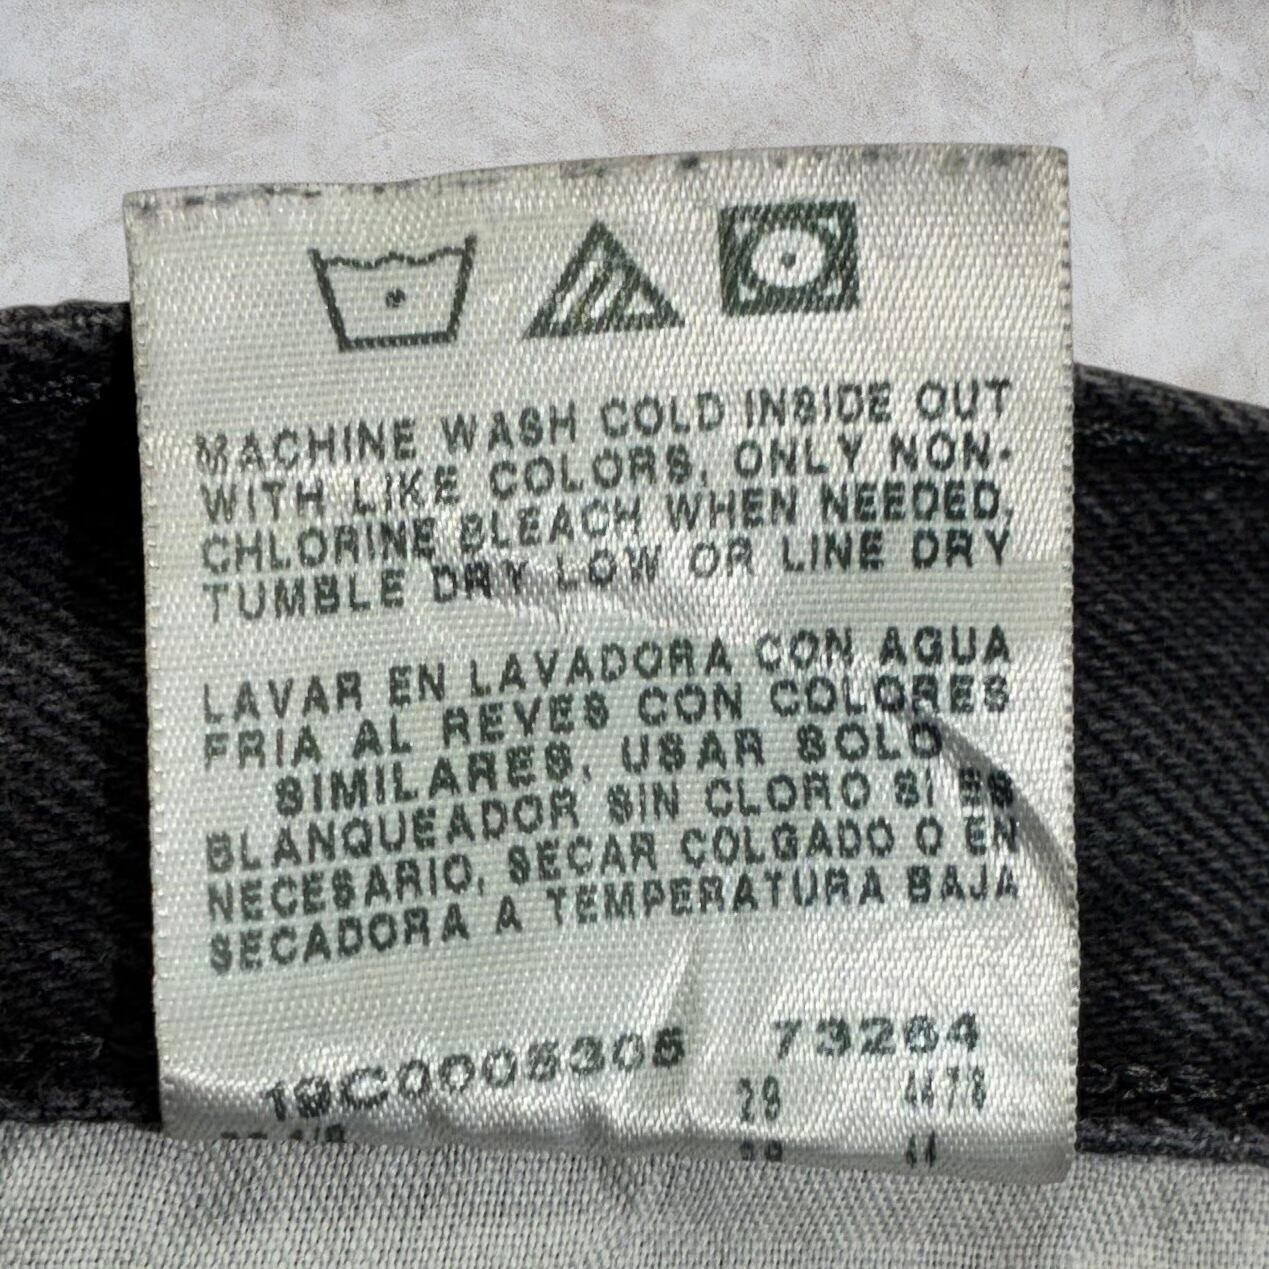 MACHINE WASH COLD INSIDE OUT
WITH LIKE COLORS, ONLY NON-
CHLORINE BLEACH WHEN NEEDED,
TUMBLE DRY LOW OR LINE DRY
LAVAR EN LAVADORA CON AGUA
FRIA AL REVES CON COLORES
SIMILARES, USAR SOLO
BLANQUEADOR SIN CLORO SI ES
NECESARIO, SECAR COLGADO O EN
SECADORA A TEMPERATURA BAJA
19C0005305 73264